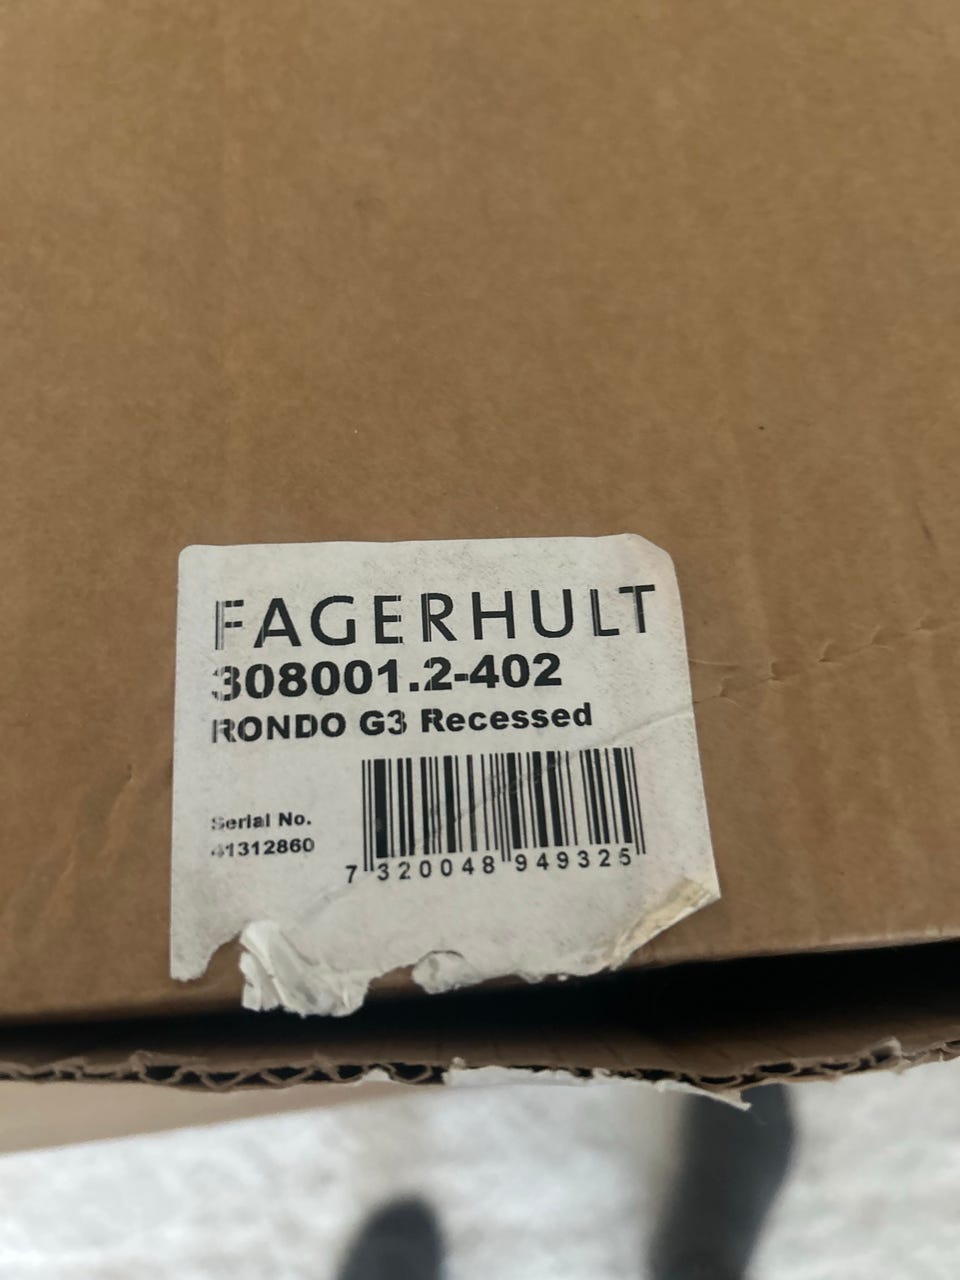 FAGERHULT
308001.2-402
RONDO G3 Recessed
Serial No.
41312860
7 320048 949325